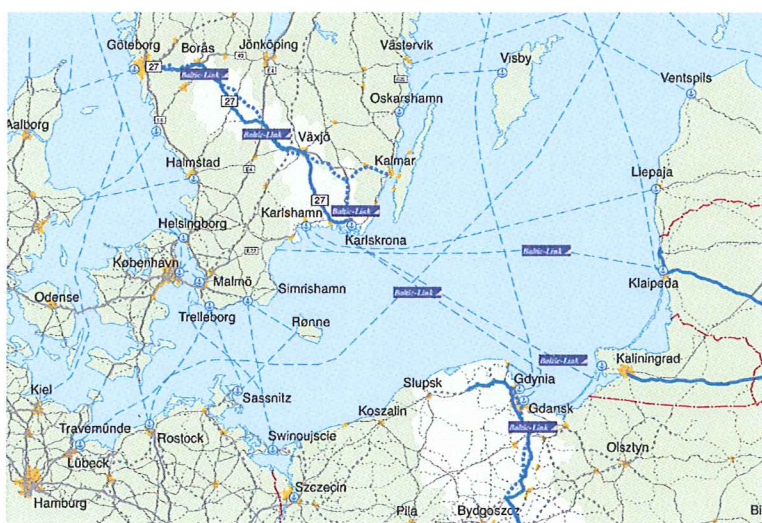 Göteborg
Borås
Jönköping
Västervik
Visby
27
Baltic-Link
Ventspils
27
Oskarshamn
Aalborg
Baltic-Link
Växjö
Halmstad
Kalmar
Liepaja
27
Helsingborg
Karlshamn
Baltic-Link
Karlskrona
København
Baltic-Link
Malmö
Simrishamn
Klaipeda
Odense
Baltic-Link
Trelleborg
Rønne
Baltic-Link
Kaliningrad
Kiel
Sassnitz
Slupsk
Gdynia
Koszalin
Gdansk
Travemünde
Rostock
Swinoujscie
Baltic-Link
Lübeck
Olsztyn
Hamburg
Szczecin
Pila
Bydgoszcz
Bi